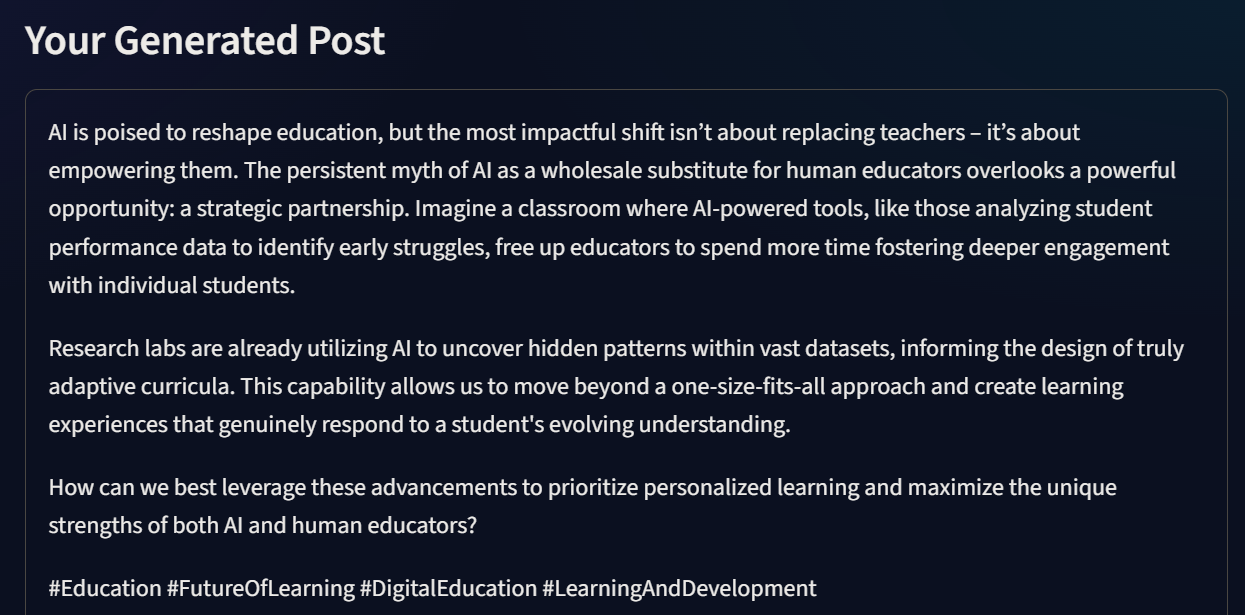 Your Generated Post
AI is poised to reshape education, but the most impactful shift isn’t about replacing teachers – it’s about
empowering them. The persistent myth of AI as a wholesale substitute for human educators overlooks a powerful
opportunity: a strategic partnership. Imagine a classroom where AI-powered tools, like those analyzing student
performance data to identify early struggles, free up educators to spend more time fostering deeper engagement
with individual students.
Research labs are already utilizing AI to uncover hidden patterns within vast datasets, informing the design of truly
adaptive curricula. This capability allows us to move beyond a one-size-fits-all approach and create learning
experiences that genuinely respond to a student's evolving understanding.
How can we best leverage these advancements to prioritize personalized learning and maximize the unique
strengths of both AI and human educators?
#Education #FutureOfLearning #DigitalEducation #LearningAndDevelopment